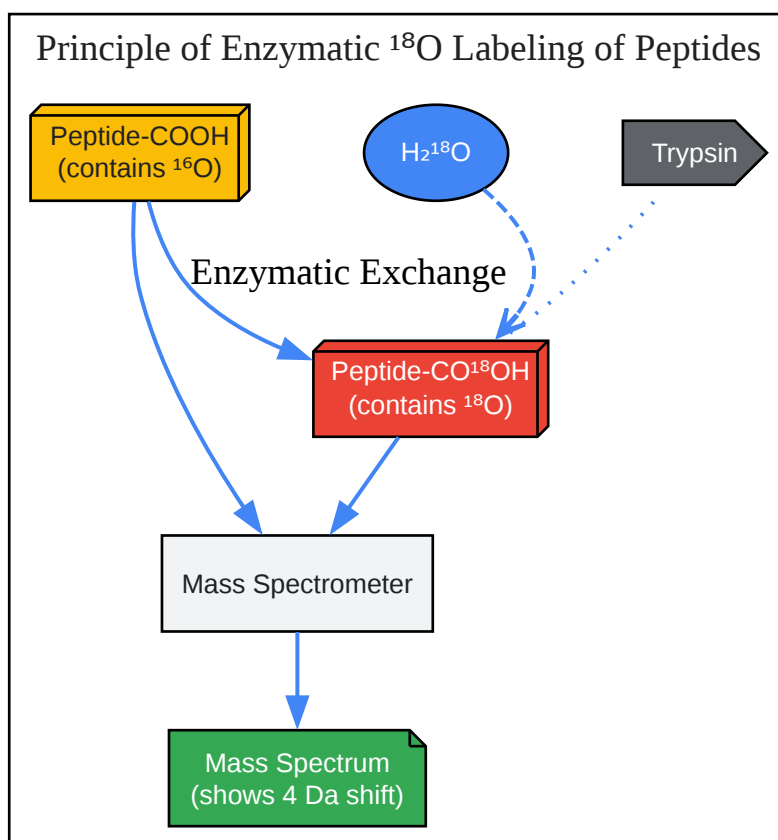 Principle of Enzymatic ¹⁸O Labeling of Peptides
Peptide-COOH
(contains ¹⁶O)
H₂¹⁸O
Trypsin
Enzymatic Exchange
Peptide-CO¹⁸OH
(contains ¹⁸O)
Mass Spectrometer
Mass Spectrum
(shows 4 Da shift)